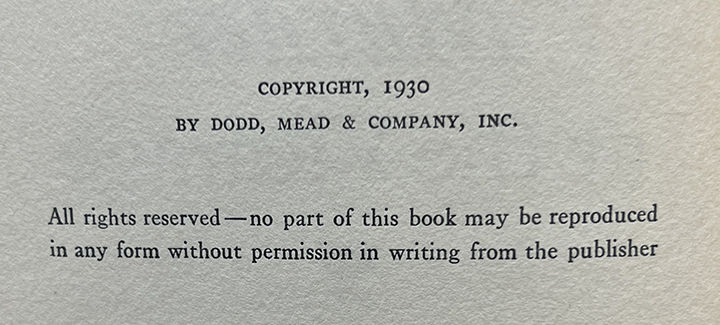 COPYRIGHT, 1930
BY DODD, MEAD & COMPANY, INC.
All rights reserved—no part of this book may be reproduced
in any form without permission in writing from the publisher